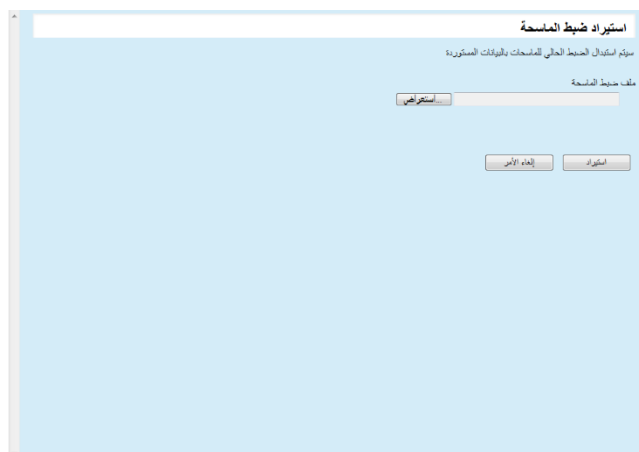 استيراد ضبط الماسحة
سيتم استبدال الضبط الحالي للماسحات بالبيانات المستوردة
ملف ضبط الماسحة
استعراض...
استيراد
إلغاء الأمر